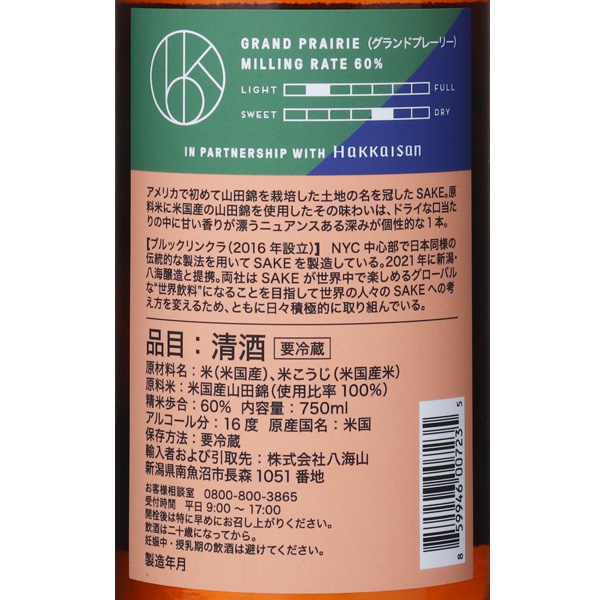 GRAND PRAIRIE（グランドプレーリー）
MILLING RATE 60%
LIGHT FULL
SWEET DRY
IN PARTNERSHIP WITH HAKKAISAN
アメリカで初めて山田錦を栽培した土地の名を冠したSAKE。原
料米に米国産の山田錦を使用したその味わいは、ドライな口当た
りの中に甘い香りが漂うニュアンスある深みが個性的な1本。
【ブルックリンクラ（2016年設立）】 NYC中心部で日本同様の
伝統的な製法を用いてSAKEを製造している。2021年に新潟・
八海醸造と提携。両社はSAKEが世界中で楽しめるグローバル
な“世界飲料”になることを目指して世界の人々のSAKEへの考
え方を変えるため、ともに日々積極的に取り組んでいる。
品目：清酒 要冷蔵
原材料名：米（米国産）、米こうじ（米国産米）
原料米：米国産山田錦（使用比率100%）
精米歩合：60% 内容量：750ml
アルコール分：16度 原産国名：米国
保存方法：要冷蔵
輸入者および引取先：株式会社八海山
新潟県南魚沼市長森1051番地
お客様相談室 0800-800-3865
受付時間 平日9:00〜17:00
開栓後は特に早めにお召し上がりください。
飲酒は二十歳になってから。
妊娠中・授乳期の飲酒は避けてください。
製造年月
8 59946 00723 5